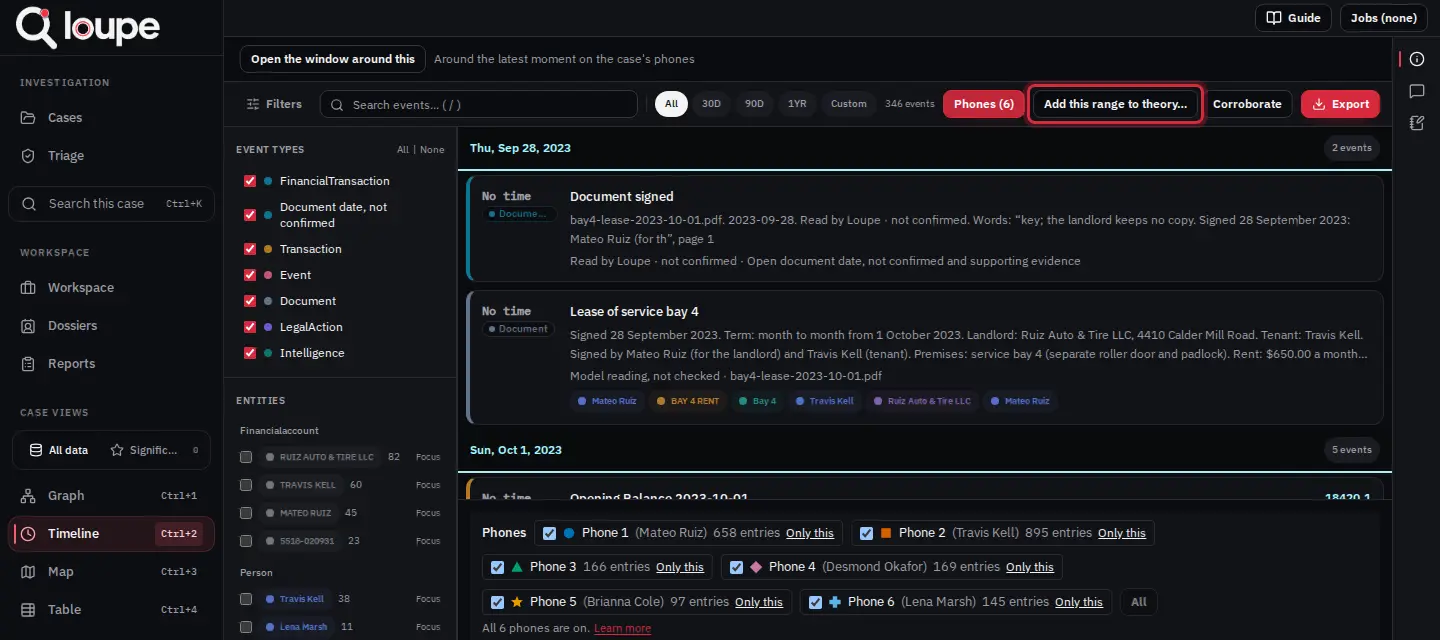 loupe
Guide
Jobs (none)
INVESTIGATION
Cases
Triage
Search this case Ctrl+K
WORKSPACE
Workspace
Dossiers
Reports
CASE VIEWS
All data Signific... 0
Graph Ctrl+1
Timeline Ctrl+2
Map Ctrl+3
Table Ctrl+4
Open the window around this Around the latest moment on the case's phones
Filters Search events... ( / ) All 30D 90D 1YR Custom 346 events Phones (6) Add this range to theory... Corroborate Export
EVENT TYPES All | None
FinancialTransaction
Document date, not
confirmed
Transaction
Event
Document
LegalAction
Intelligence
ENTITIES
Financialaccount
RUIZ AUTO & TIRE LLC 82 Focus
TRAVIS KELL 60 Focus
MATEO RUIZ 45 Focus
5518-020931 23 Focus
Person
Travis Kell 38 Focus
Lena Marsh 11 Focus
Thu, Sep 28, 2023 2 events
No time Document signed
Docume...
bay4-lease-2023-10-01.pdf. 2023-09-28. Read by Loupe · not confirmed. Words: “key; the landlord keeps no copy. Signed 28 September 2023:
Mateo Ruiz (for th”, page 1
Read by Loupe · not confirmed · Open document date, not confirmed and supporting evidence
No time Lease of service bay 4
Document
Signed 28 September 2023. Term: month to month from 1 October 2023. Landlord: Ruiz Auto & Tire LLC, 4410 Calder Mill Road. Tenant: Travis Kell.
Signed by Mateo Ruiz (for the landlord) and Travis Kell (tenant). Premises: service bay 4 (separate roller door and padlock). Rent: $650.00 a month...
Model reading, not checked · bay4-lease-2023-10-01.pdf
Mateo Ruiz BAY 4 RENT Bay 4 Travis Kell Ruiz Auto & Tire LLC Mateo Ruiz
Sun, Oct 1, 2023 5 events
No time Opening Balance 2023-10-01 18420.1
Phones Phone 1 (Mateo Ruiz) 658 entries Only this Phone 2 (Travis Kell) 895 entries Only this
Phone 3 166 entries Only this Phone 4 (Desmond Okafor) 169 entries Only this
Phone 5 (Brianna Cole) 97 entries Only this Phone 6 (Lena Marsh) 145 entries Only this All
All 6 phones are on. Learn more